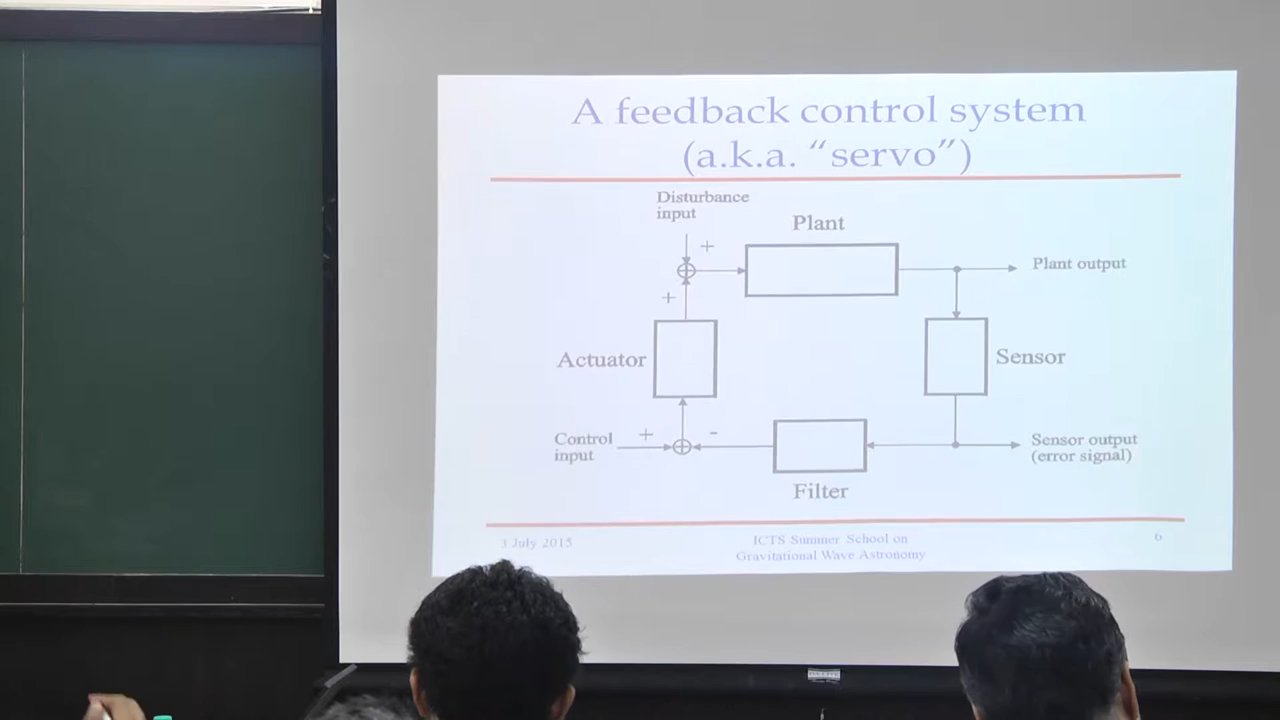 A feedback control system
(a.k.a. “servo”)
Disturbance
input
+
Plant
Plant output
+
Actuator
Sensor
Control
input
+
-
Sensor output
(error signal)
Filter
3 July 2015
ICTS Summer School on
Gravitational Wave Astronomy
6